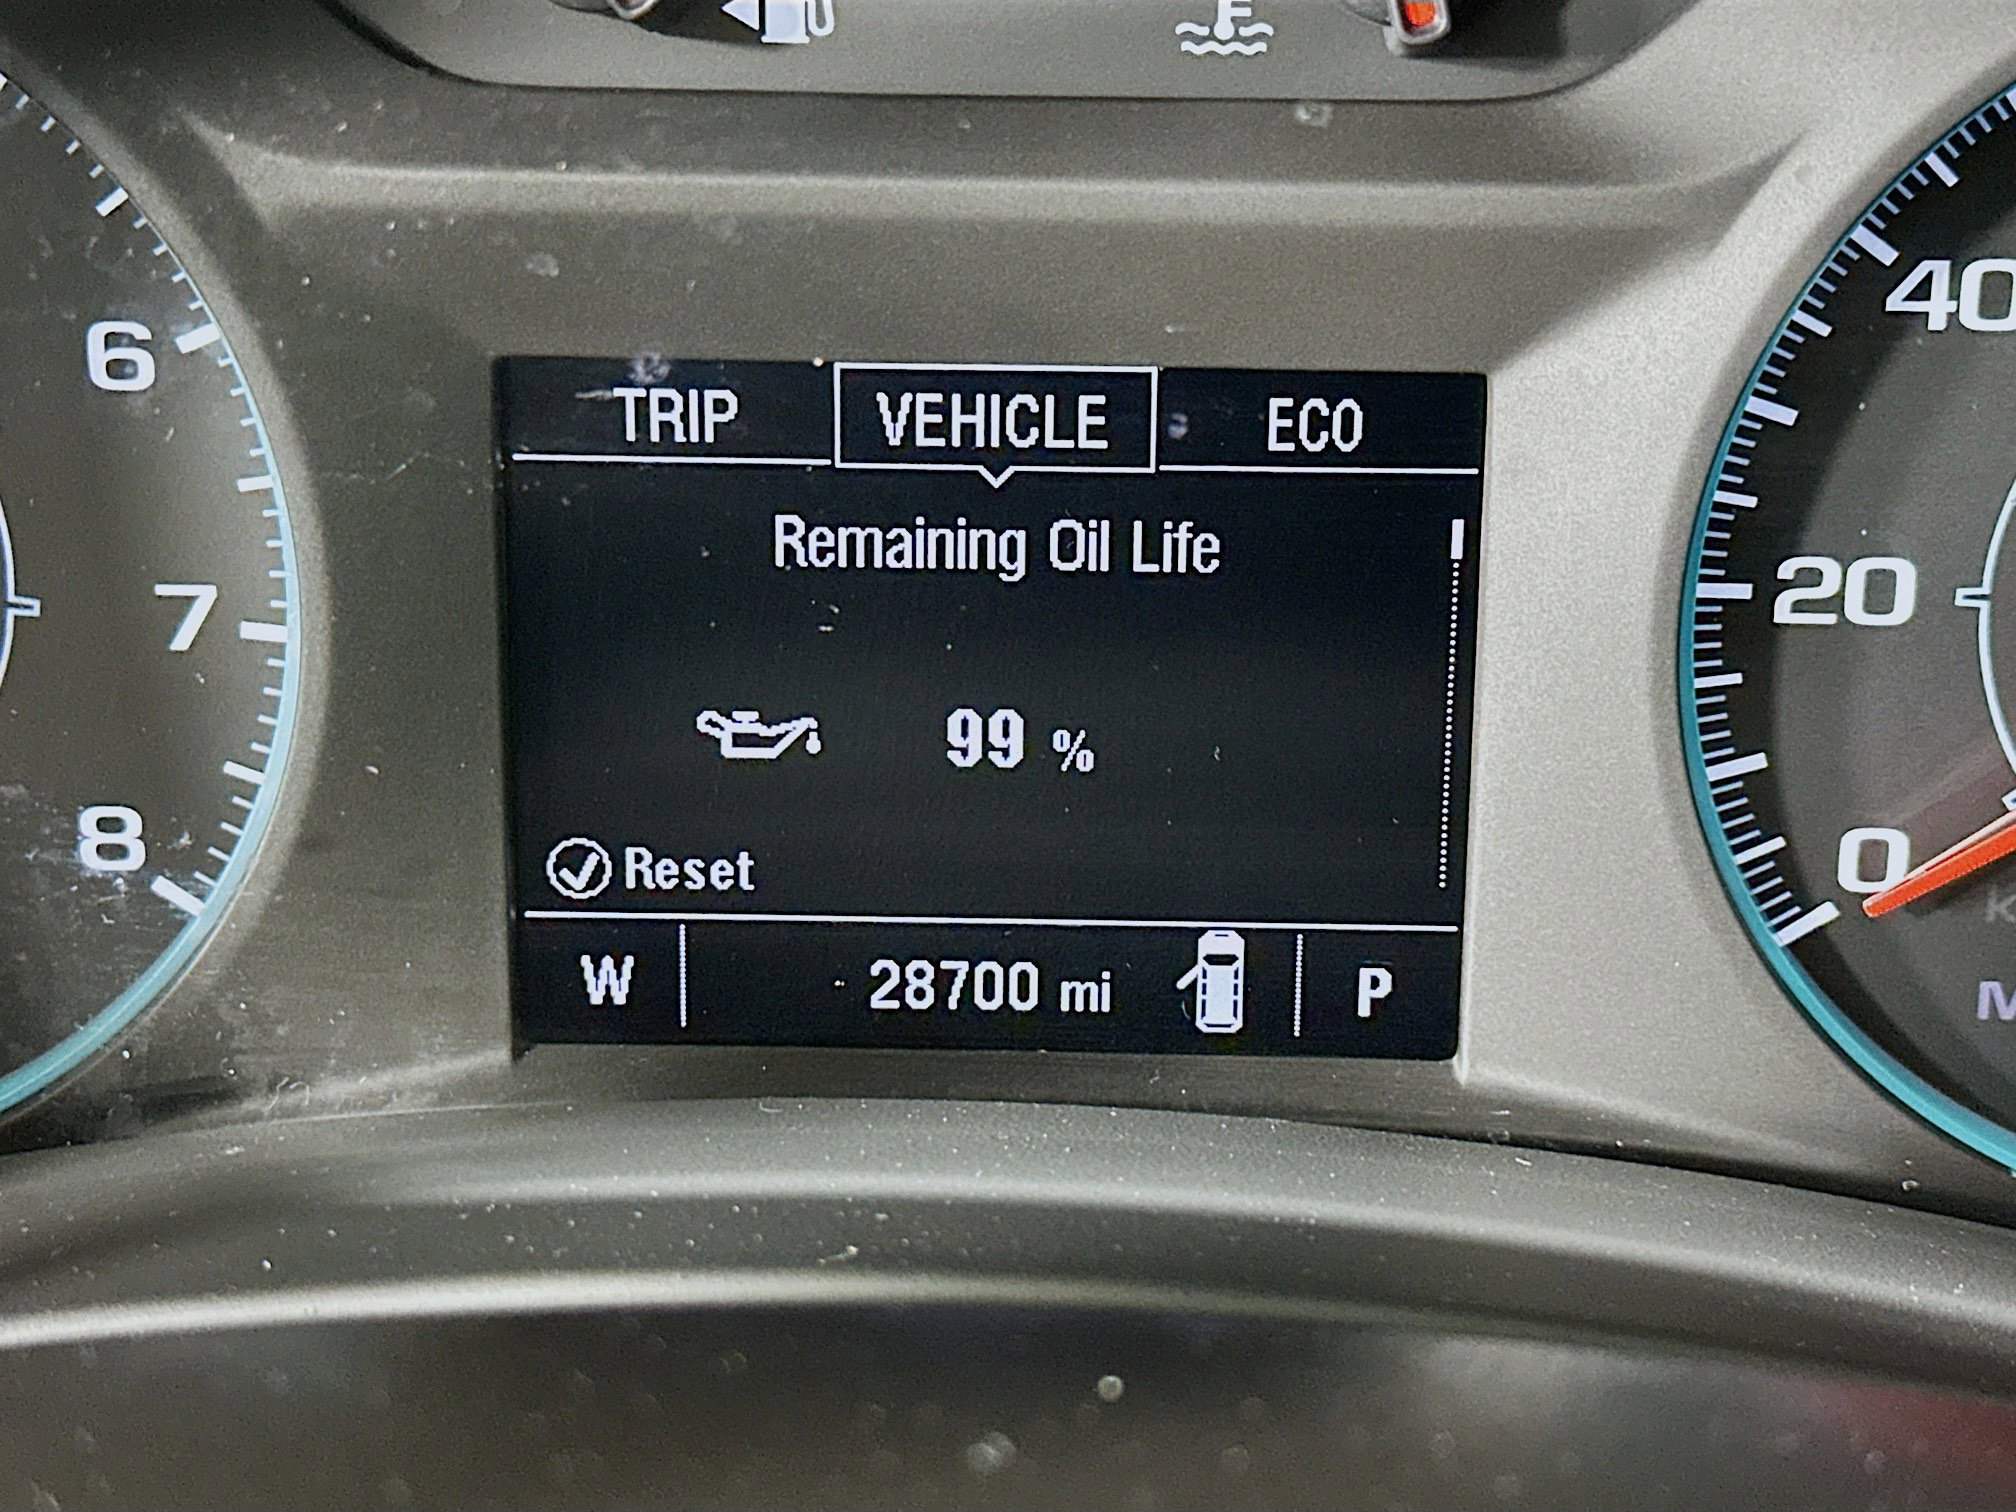 TRIP VEHICLE ECO
Remaining Oil Life
99 %
Reset
W 28700 mi P
6
7
8
40
20
0